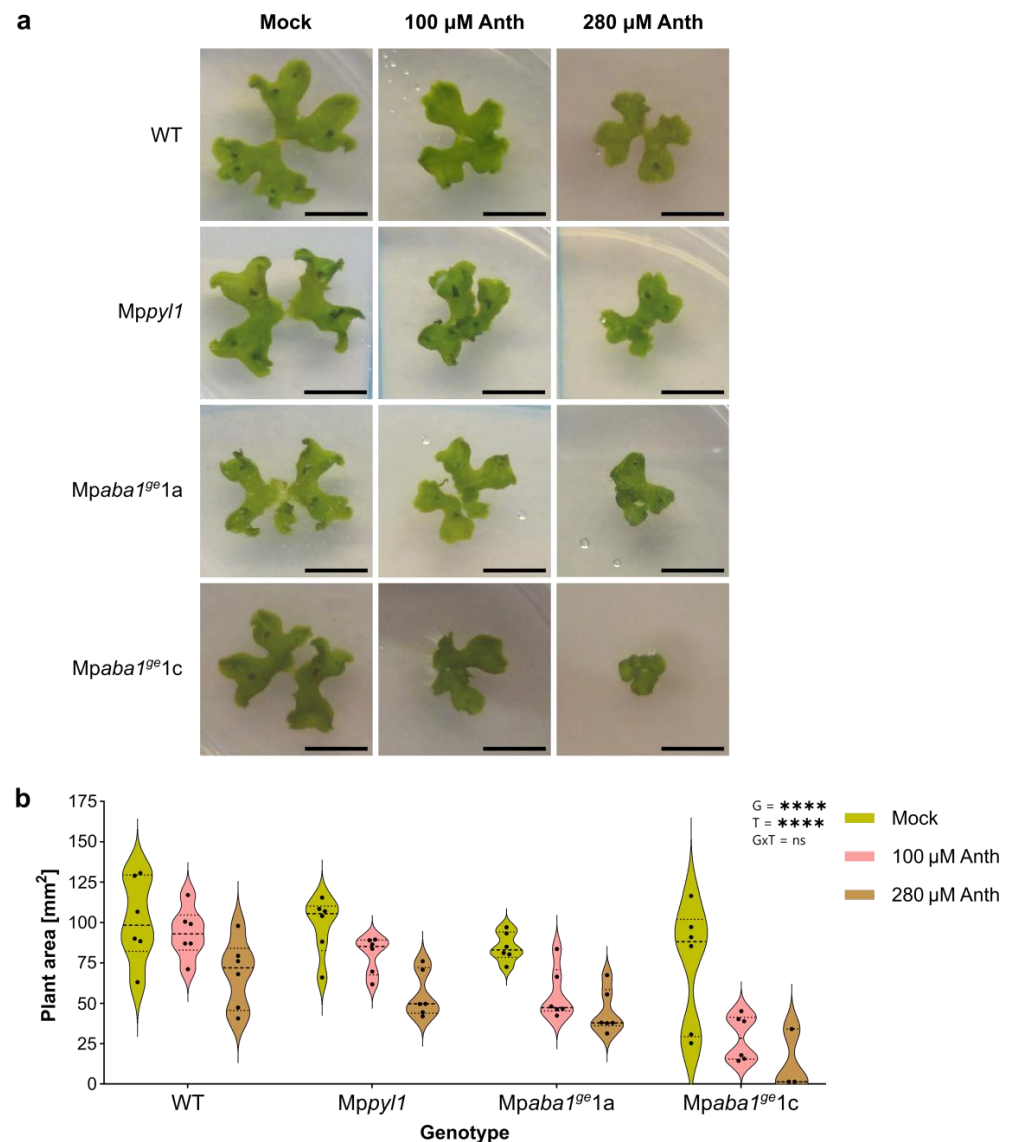 a
Mock 100 µM Anth 280 µM Anth
WT
Mppyl1
Mpaba1ᵍᵉ1a
Mpaba1ᵍᵉ1c
b
Plant area [mm²]
175
150
125
100
75
50
25
0
G = ****
T = ****
GxT = ns
Mock
100 µM Anth
280 µM Anth
WT Mppyl1 Mpaba1ᵍᵉ1a Mpaba1ᵍᵉ1c
Genotype